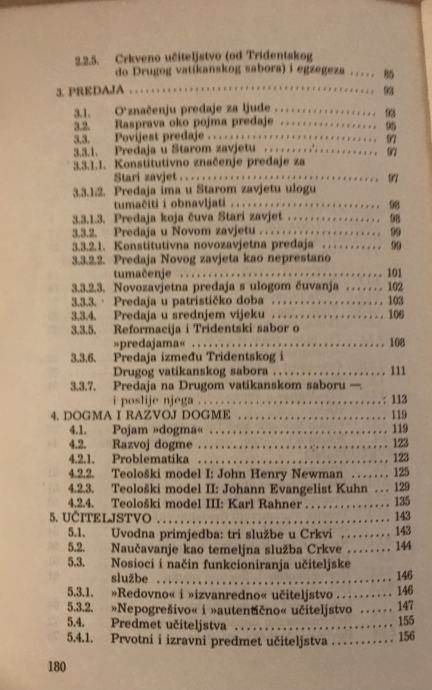 2.2.5. Crkveno učiteljstvo (od Tridentskog
do Drugog vatikanskog sabora) i egzegeza ..... 85
3. PREDAJA ..... 93
3.1. O značenju predaje za ljude ..... 93
3.2. Rasprava oko pojma predaje ..... 95
3.3. Povijest predaje ..... 97
3.3.1. Predaja u Starom zavjetu ..... 97
3.3.1.1. Konstitutivno značenje predaje za
Stari zavjet ..... 97
3.3.1.2. Predaja ima u Starom zavjetu ulogu
tumačiti i obnavljati ..... 98
3.3.1.3. Predaja koja čuva Stari zavjet ..... 98
3.3.2. Predaja u Novom zavjetu ..... 99
3.3.2.1. Konstitutivna novozavjetna predaja ..... 99
3.3.2.2. Predaja Novog zavjeta kao neprestano
tumačenje ..... 101
3.3.2.3. Novozavjetna predaja s ulogom čuvanja ..... 102
3.3.3. Predaja u patrističko doba ..... 103
3.3.4. Predaja u srednjem vijeku ..... 106
3.3.5. Reformacija i Tridentski sabor o
»predajama« ..... 108
3.3.6. Predaja između Tridentskog i
Drugog vatikanskog sabora ..... 111
3.3.7. Predaja na Drugom vatikanskom saboru —
i poslije njega ..... 113
4. DOGMA I RAZVOJ DOGME ..... 119
4.1. Pojam »dogma« ..... 119
4.2. Razvoj dogme ..... 123
4.2.1. Problematika ..... 123
4.2.2. Teološki model I: John Henry Newman ..... 125
4.2.3. Teološki model II: Johann Evangelist Kuhn ... 129
4.2.4. Teološki model III: Karl Rahner ..... 135
5. UČITELJSTVO ..... 143
5.1. Uvodna primjedba: tri službe u Crkvi ..... 143
5.2. Naučavanje kao temeljna služba Crkve ..... 144
5.3. Nosioci i način funkcioniranja učiteljske
službe ..... 146
5.3.1. »Redovno« i »izvanredno« učiteljstvo ..... 146
5.3.2. »Nepogrešivo« i »autentično« učiteljstvo ..... 147
5.4. Predmet učiteljstva ..... 155
5.4.1. Prvotni i izravni predmet učiteljstva ..... 156
180